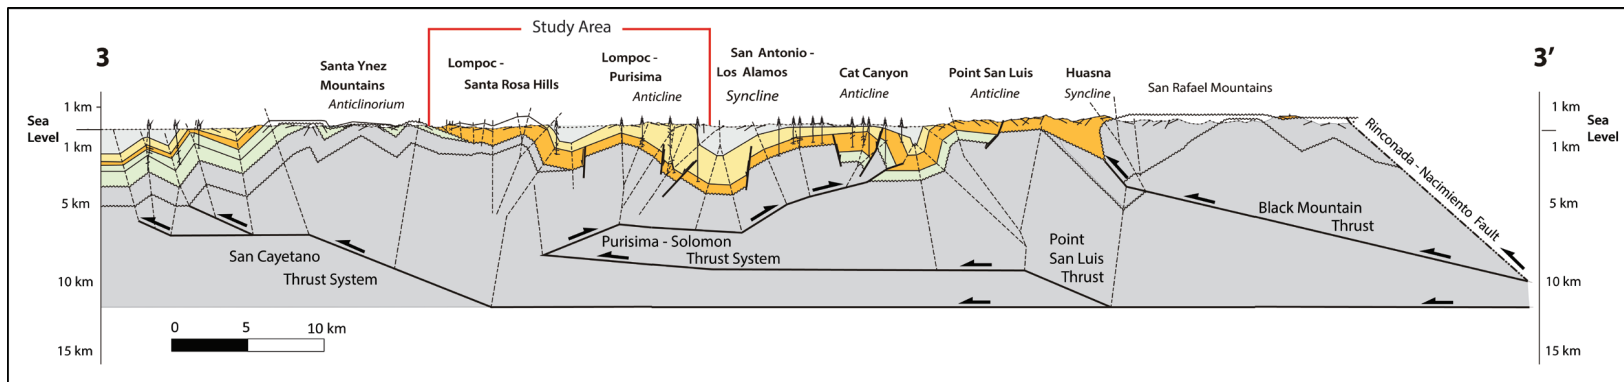 Study Area
3
Santa Ynez
Mountains
Anticlinorium
Lompoc -
Santa Rosa Hills
Lompoc -
Purisima
Anticline
San Antonio -
Los Alamos
Syncline
Cat Canyon
Anticline
Point San Luis
Anticline
Huasna
Syncline
San Rafael Mountains
3’
1 km
Sea
Level
1 km
5 km
10 km
15 km
1 km
Sea
Level
1 km
5 km
10 km
15 km
Rinconada - Nacimiento Fault
Black Mountain
Thrust
San Cayetano
Thrust System
Purisima - Solomon
Thrust System
Point
San Luis
Thrust
0 5 10 km